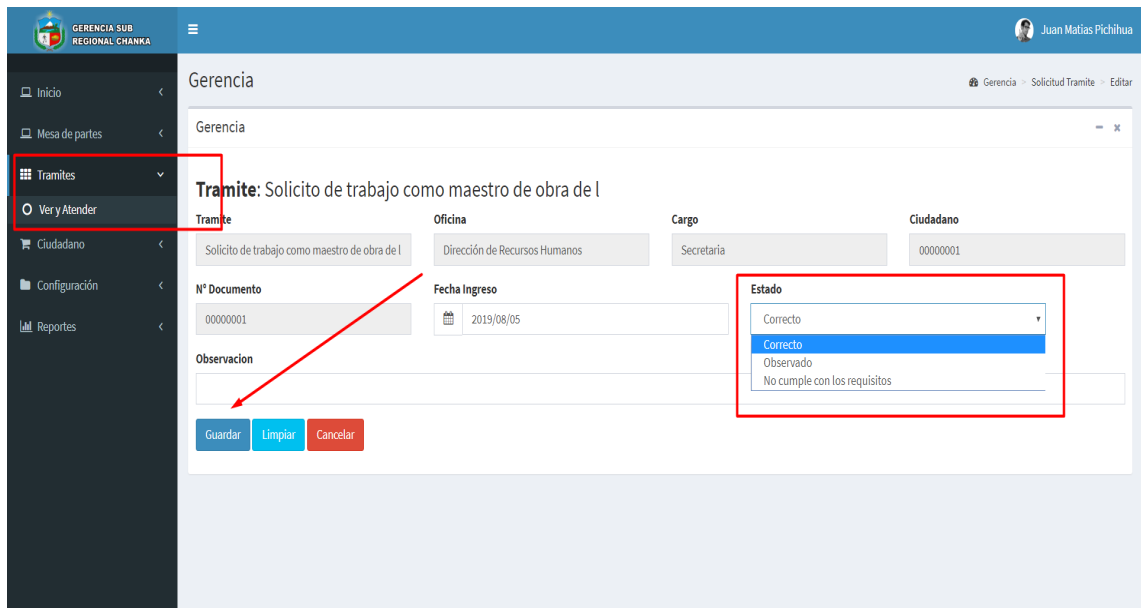 GERENCIA SUB
REGIONAL CHANKA
Juan Matias Pichihua
Inicio
Mesa de partes
Tramites
Ver y Atender
Ciudadano
Configuración
Reportes
Gerencia
Gerencia > Solicitud Tramite > Editar
Gerencia
Tramite: Solicito de trabajo como maestro de obra de l
Tramite Oficina Cargo Ciudadano
Solicito de trabajo como maestro de obra de l Dirección de Recursos Humanos Secretaria 00000001
N° Documento Fecha Ingreso Estado
00000001 2019/08/05 Correcto
Correcto
Observado
No cumple con los requisitos
Observacion
Guardar Limpiar Cancelar